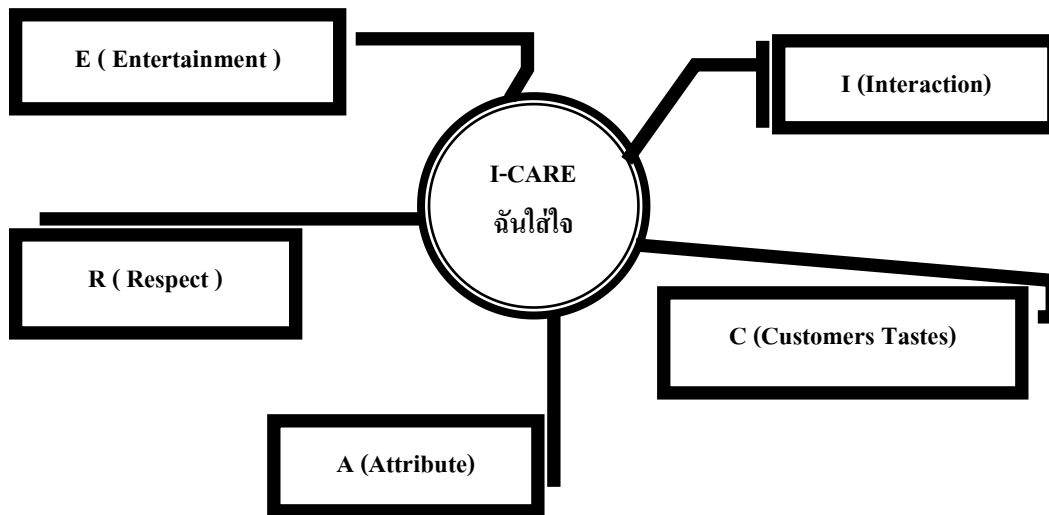 E ( Entertainment )
I (Interaction)
I-CARE
ฉันใส่ใจ
R ( Respect )
C (Customers Tastes)
A (Attribute)